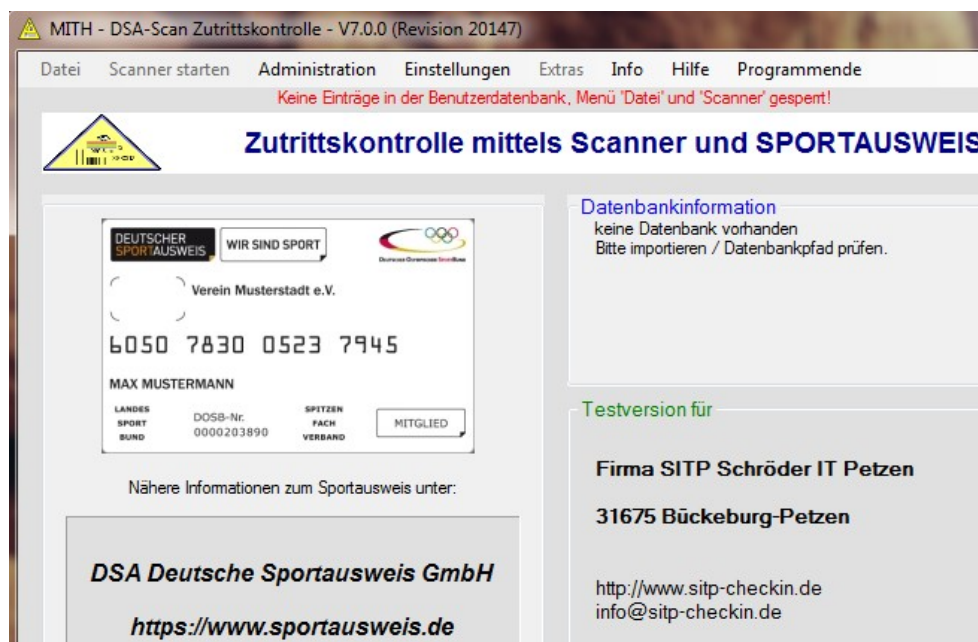 MITH - DSA-Scan Zutrittskontrolle - V7.0.0 (Revision 20147)
Datei Scanner starten Administration Einstellungen Extras Info Hilfe Programmende
Keine Einträge in der Benutzerdatenbank, Menü 'Datei' und 'Scanner' gesperrt!
Zutrittskontrolle mittels Scanner und SPORTAUSWEIS
DEUTSCHER
SPORTAUSWEIS
WIR SIND SPORT
Deutscher Olympischer SportBund
Verein Musterstadt e.V.
6050 7830 0523 7945
MAX MUSTERMANN
LANDES
SPORT
BUND
DOSB-Nr.
0000203890
SPITZEN
FACH
VERBAND
MITGLIED
Nähere Informationen zum Sportausweis unter:
DSA Deutsche Sportausweis GmbH
https://www.sportausweis.de
Datenbankinformation
keine Datenbank vorhanden
Bitte importieren / Datenbankpfad prüfen.
Testversion für
Firma SITP Schröder IT Petzen
31675 Bückeburg-Petzen
http://www.sitp-checkin.de
info@sitp-checkin.de